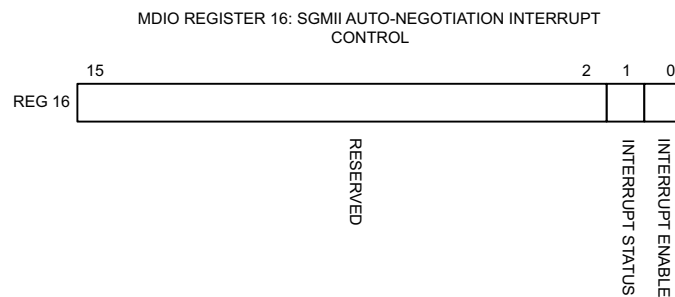 MDIO REGISTER 16: SGMII AUTO-NEGOTIATION INTERRUPT
CONTROL
15 2 1 0
REG 16
RESERVED
INTERRUPT STATUS
INTERRUPT ENABLE